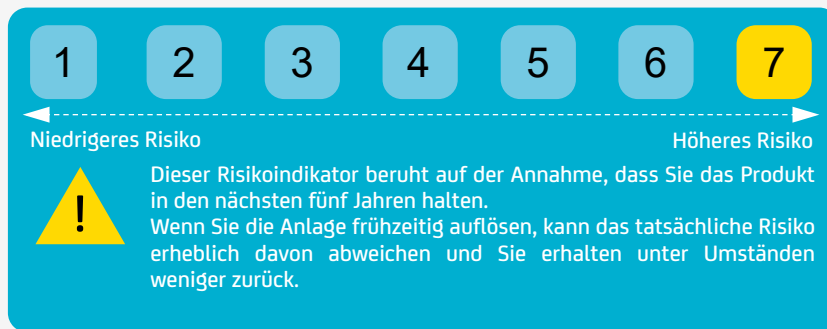 1 2 3 4 5 6 7
Niedrigeres Risiko Höheres Risiko
Dieser Risikoindikator beruht auf der Annahme, dass Sie das Produkt
in den nächsten fünf Jahren halten.
Wenn Sie die Anlage frühzeitig auflösen, kann das tatsächliche Risiko
erheblich davon abweichen und Sie erhalten unter Umständen
weniger zurück.
!